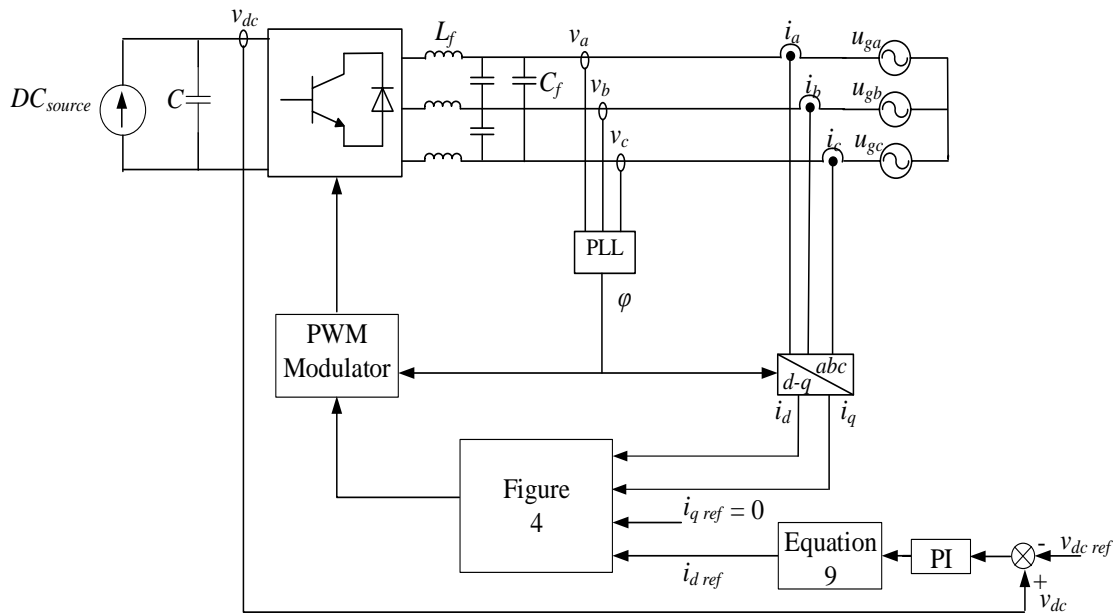 v_dc
L_f
v_a
i_a
u_ga
DC_source
C
C_f
v_b
i_b
u_gb
v_c
i_c
u_gc
PLL
φ
PWM
Modulator
abc
d-q
i_d
i_q
Figure
4
i_q ref = 0
i_d ref
Equation
9
PI
-
v_dc ref
+
v_dc